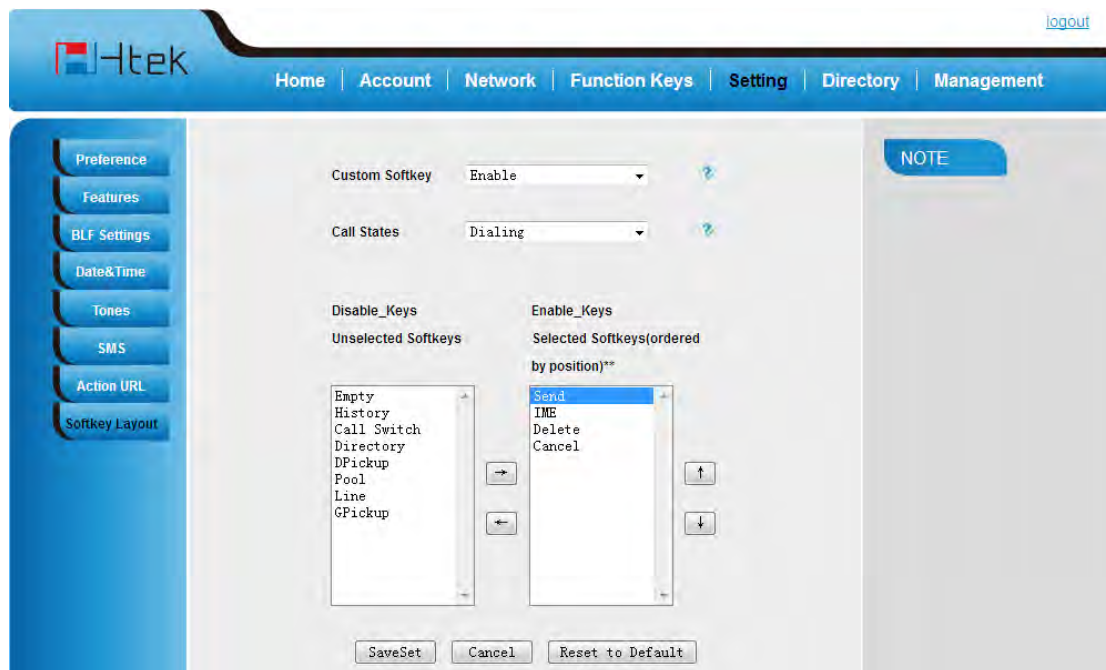 logout
Htek
Home Account Network Function Keys Setting Directory Management
NOTE
Preference
Features
BLF Settings
Date&Time
Tones
SMS
Action URL
Softkey Layout
Custom Softkey Enable ?
Call States Dialing ?
Disable_Keys Enable_Keys
Unselected Softkeys Selected Softkeys(ordered
by position)**
Empty
History
Call Switch
Directory
DPickup
Pool
Line
GPickup
Send
IME
Delete
Cancel
→
←
↑
↓
SaveSet Cancel Reset to Default